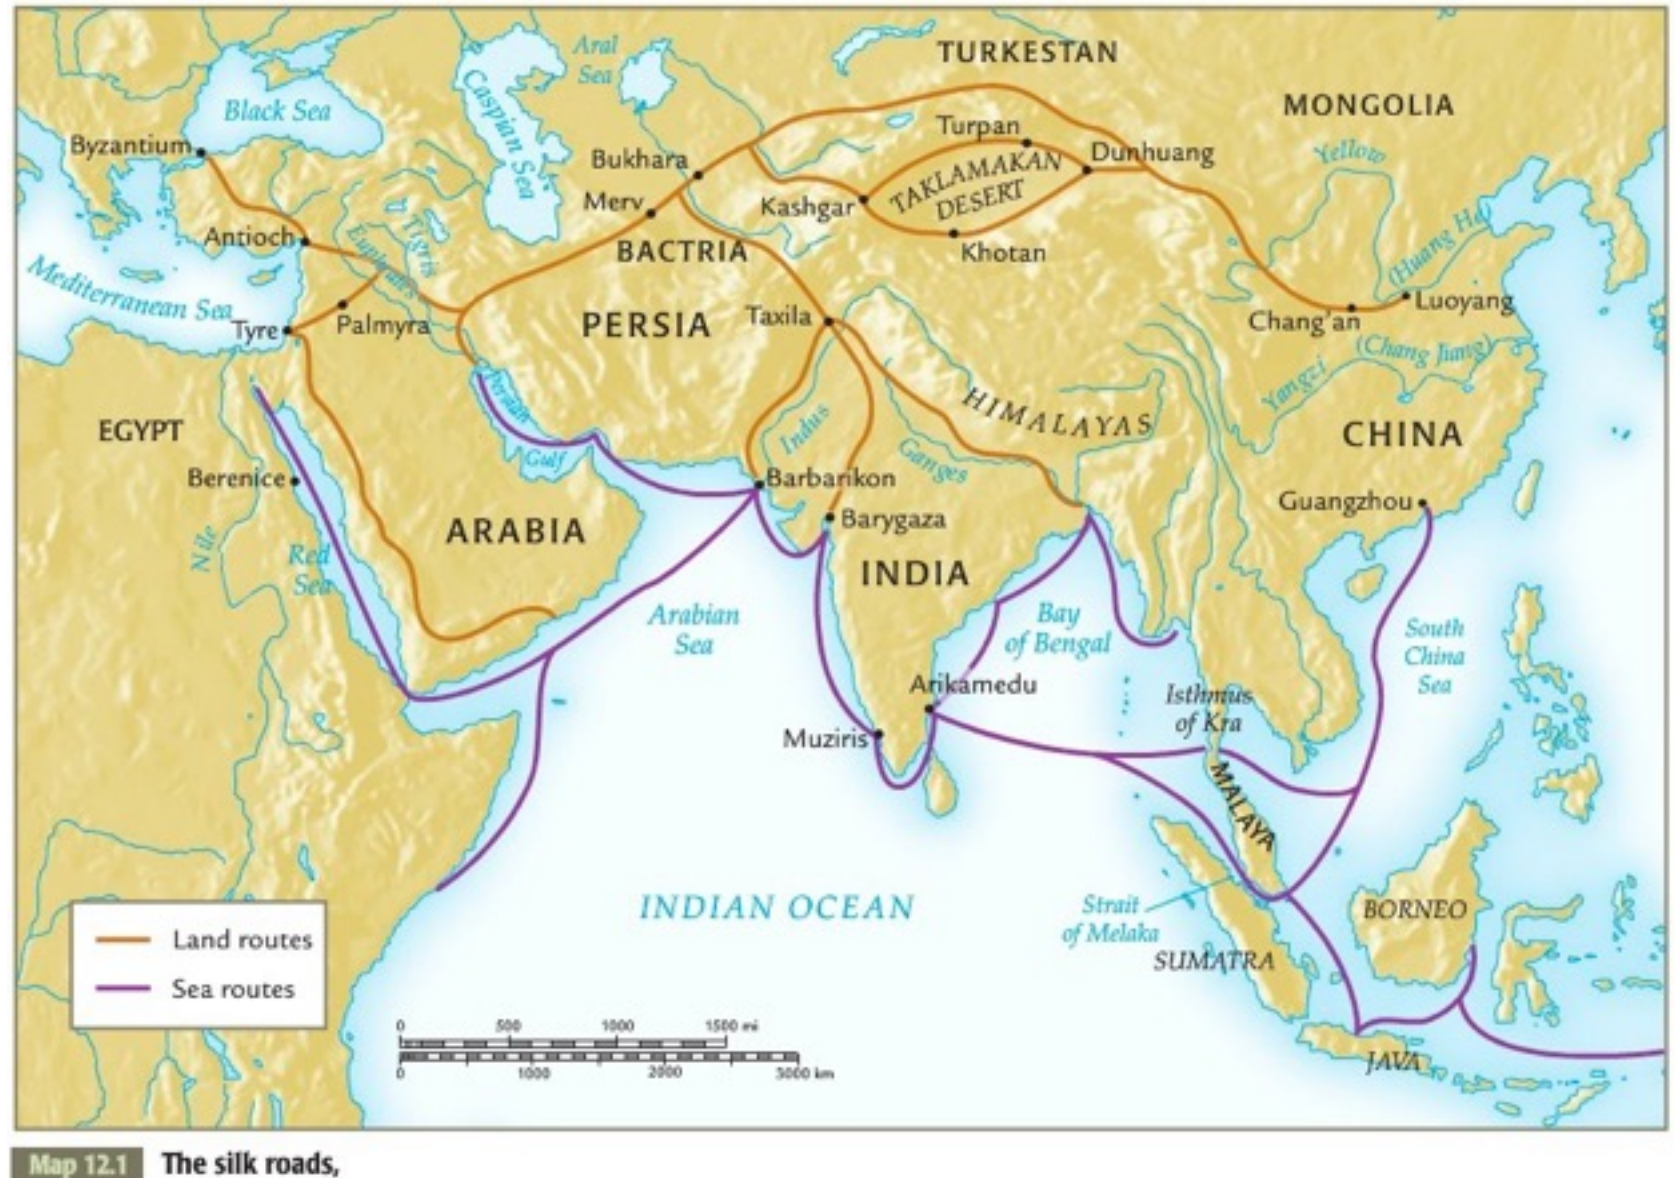 Aral
Sea
TURKESTAN
MONGOLIA
Black Sea
Caspian Sea
Byzantium
Bukhara
Turpan
Dunhuang
Yellow
Merv
Kashgar
TAKLAMAKAN
DESERT
Antioch
Euphrates
Tigris
BACTRIA
Khotan
(Huang He)
Mediterranean Sea
Tyre
Palmyra
PERSIA
Taxila
Chang'an
Luoyang
Yangzi
(Chang Jiang)
EGYPT
Persian
Gulf
Indus
HIMALAYAS
Ganges
CHINA
Berenice
Barbarikon
Guangzhou
Nile
Red
Sea
ARABIA
Barygaza
INDIA
Arabian
Sea
Bay
of Bengal
South
China
Sea
Arikamedu
Isthmus
of Kra
Muziris
MALAYA
INDIAN OCEAN
Strait
of Melaka
BORNEO
SUMATRA
JAVA
Land routes
Sea routes
0 500 1000 1500 mi
0 1000 2000 3000 km
Map 12.1 The silk roads,